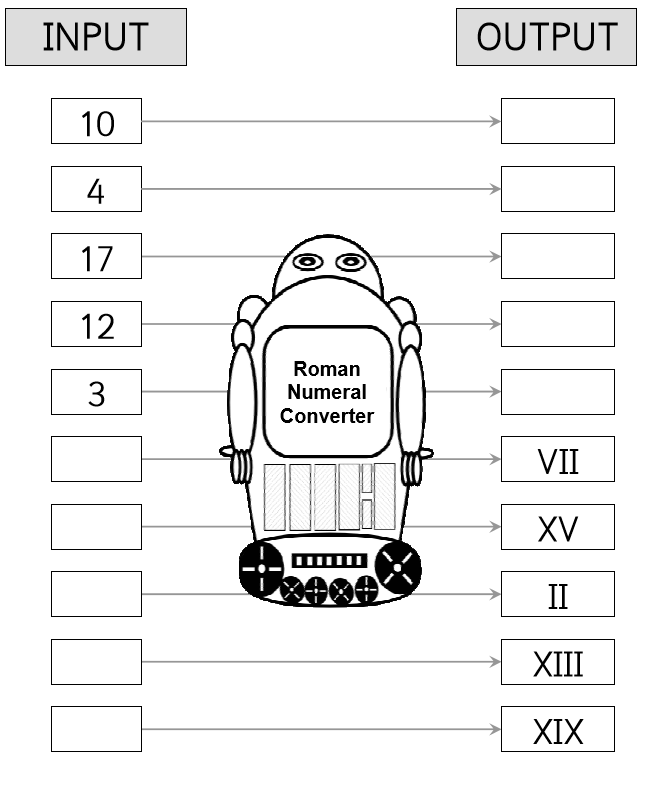 INPUT OUTPUT
10
4
17
12
3
Roman
Numeral
Converter
VII
XV
II
XIII
XIX